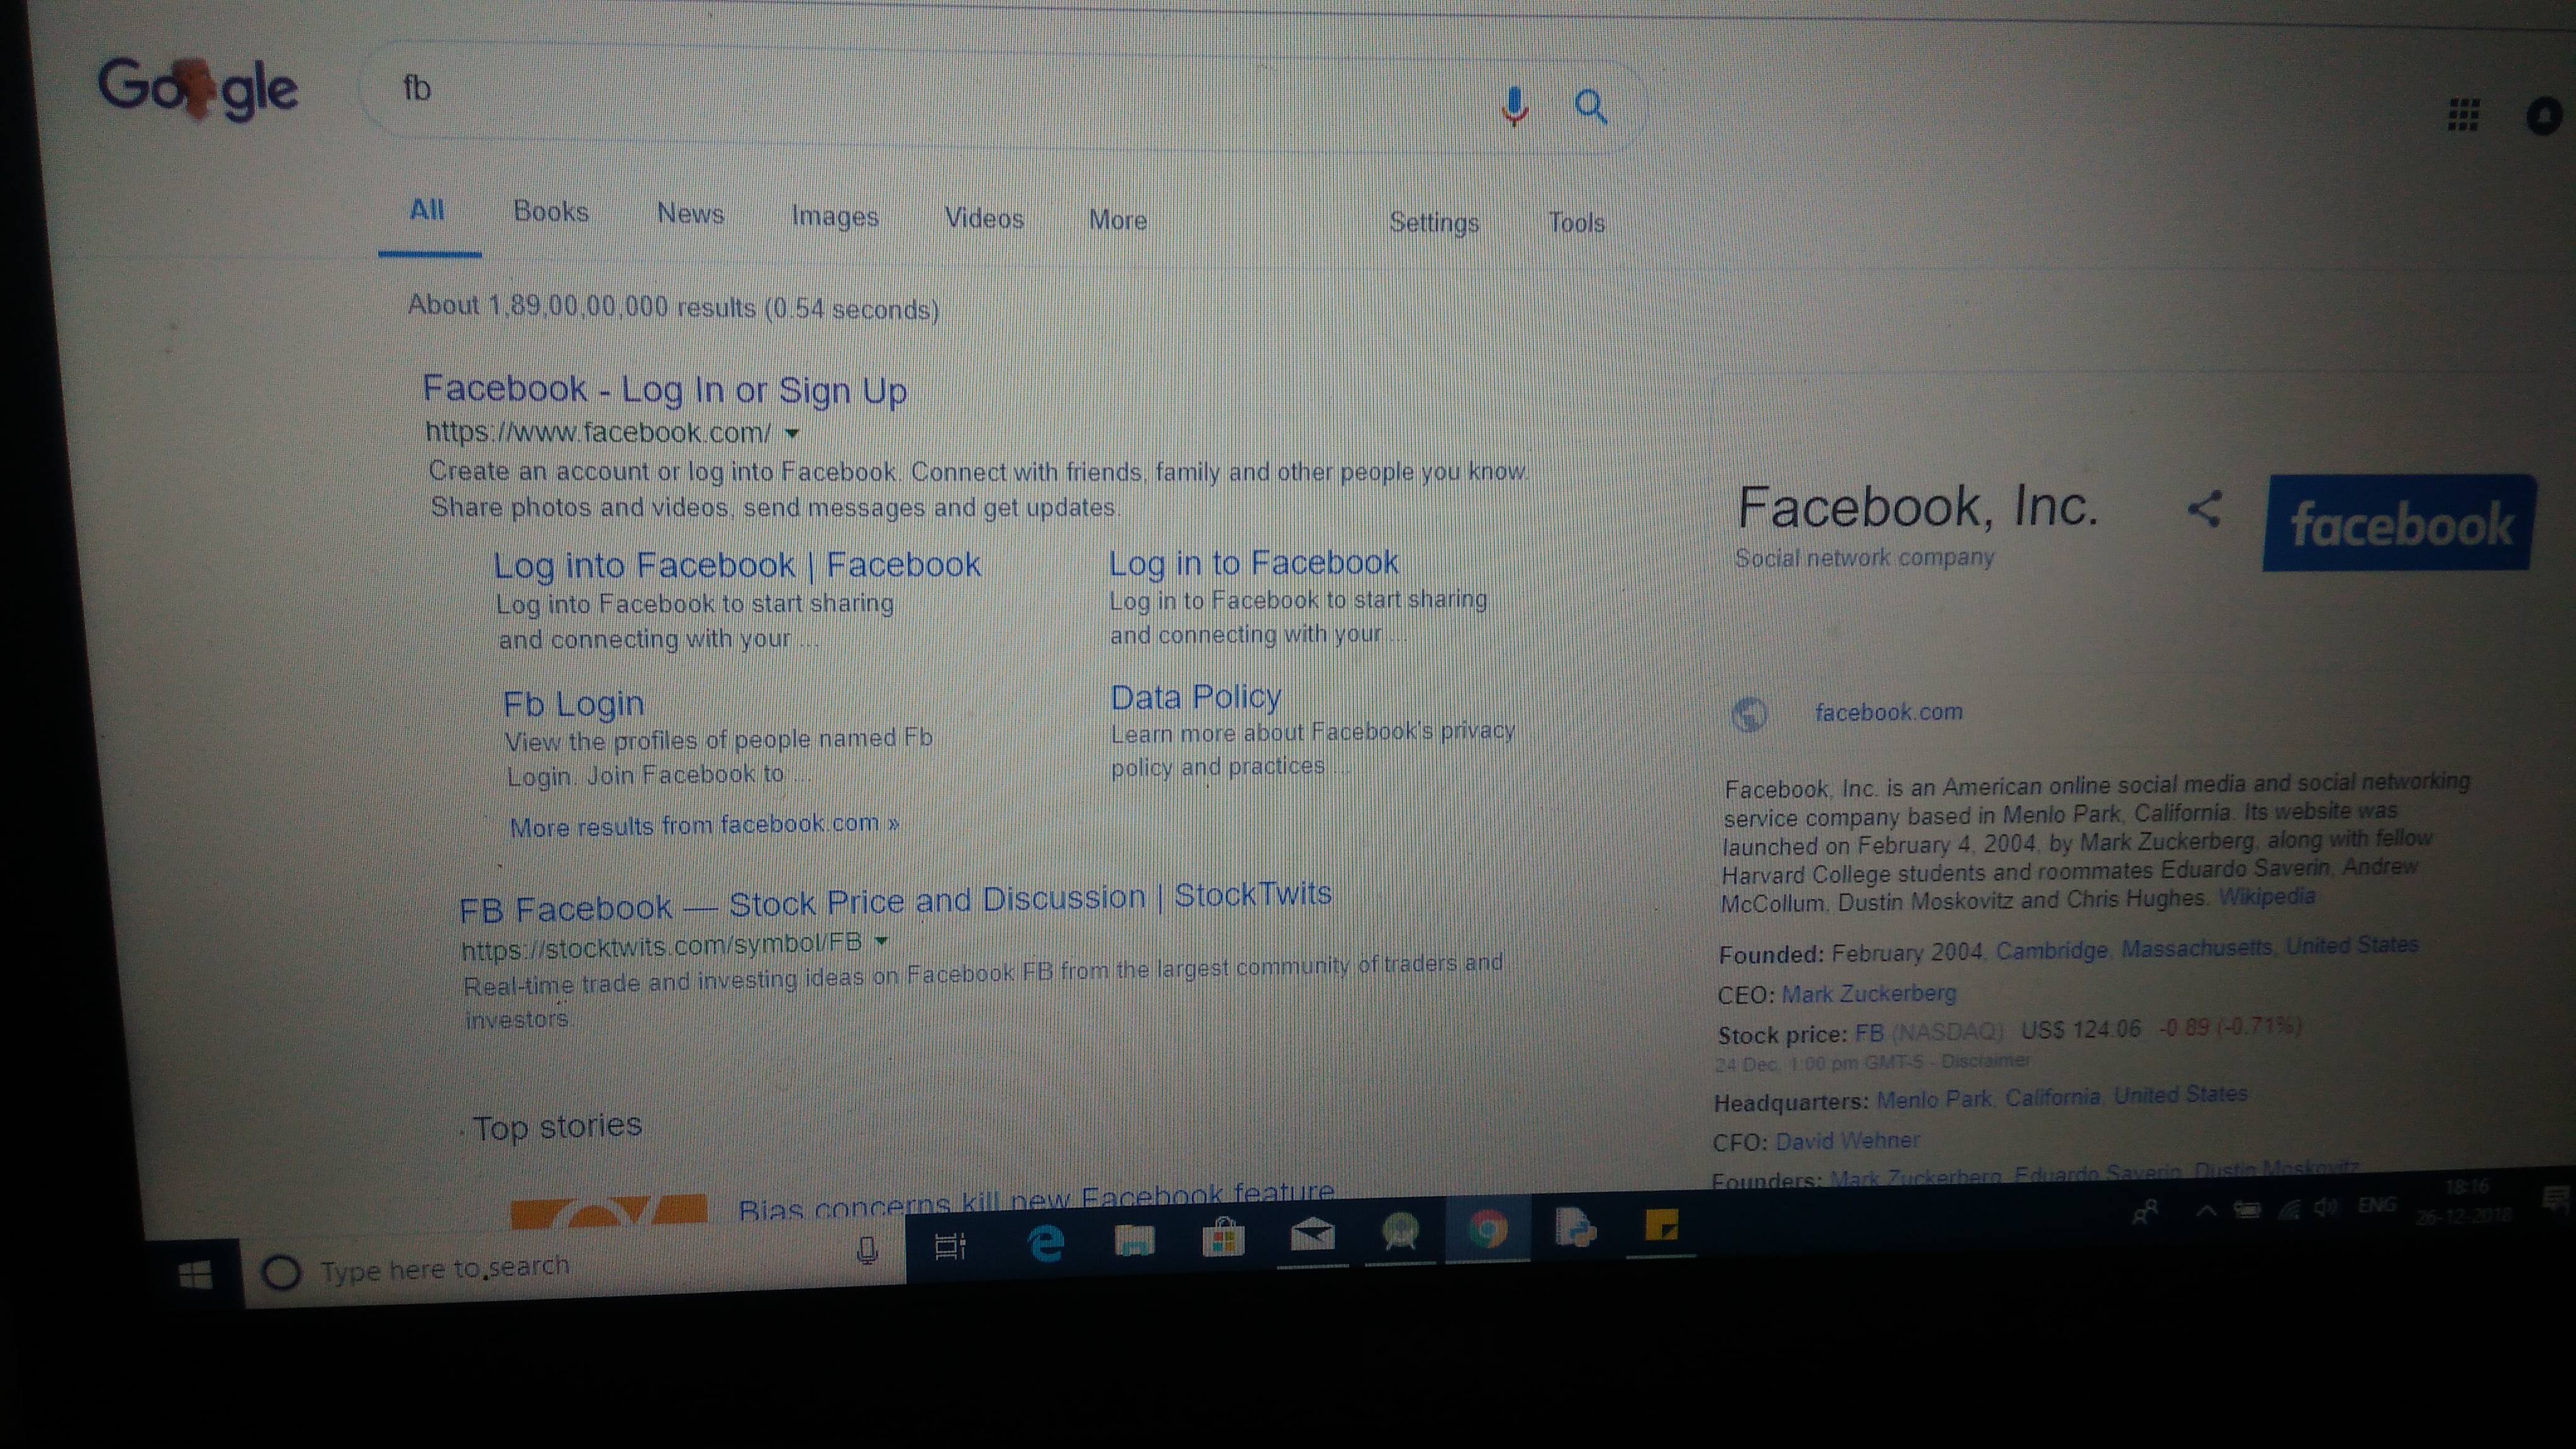 Google
fb
All Books News Images Videos More Settings Tools
About 1,89,00,00,000 results (0.54 seconds)
Facebook - Log In or Sign Up
https://www.facebook.com/
Create an account or log into Facebook. Connect with friends, family and other people you know.
Share photos and videos, send messages and get updates.
Log into Facebook | Facebook
Log into Facebook to start sharing
and connecting with your ...
Log in to Facebook
Log in to Facebook to start sharing
and connecting with your ...
Fb Login
View the profiles of people named Fb
Login. Join Facebook to ...
Data Policy
Learn more about Facebook's privacy
policy and practices ...
More results from facebook.com »
FB Facebook — Stock Price and Discussion | StockTwits
https://stocktwits.com/symbol/FB
Real-time trade and investing ideas on Facebook FB from the largest community of traders and
investors.
Top stories
Bias concerns kill new Facebook feature
Facebook, Inc.
Social network company
facebook
facebook.com
Facebook, Inc. is an American online social media and social networking
service company based in Menlo Park, California. Its website was
launched on February 4, 2004, by Mark Zuckerberg, along with fellow
Harvard College students and roommates Eduardo Saverin, Andrew
McCollum, Dustin Moskovitz and Chris Hughes. Wikipedia
Founded: February 2004, Cambridge, Massachusetts, United States
CEO: Mark Zuckerberg
Stock price: FB (NASDAQ) US$ 124.06 -0.89 (-0.71%)
24 Dec, 1:00 pm GMT-5 - Disclaimer
Headquarters: Menlo Park, California, United States
CFO: David Wehner
Founders: Mark Zuckerberg, Eduardo Saverin, Dustin Moskovitz
Type here to search
ENG
18:16
26-12-2018